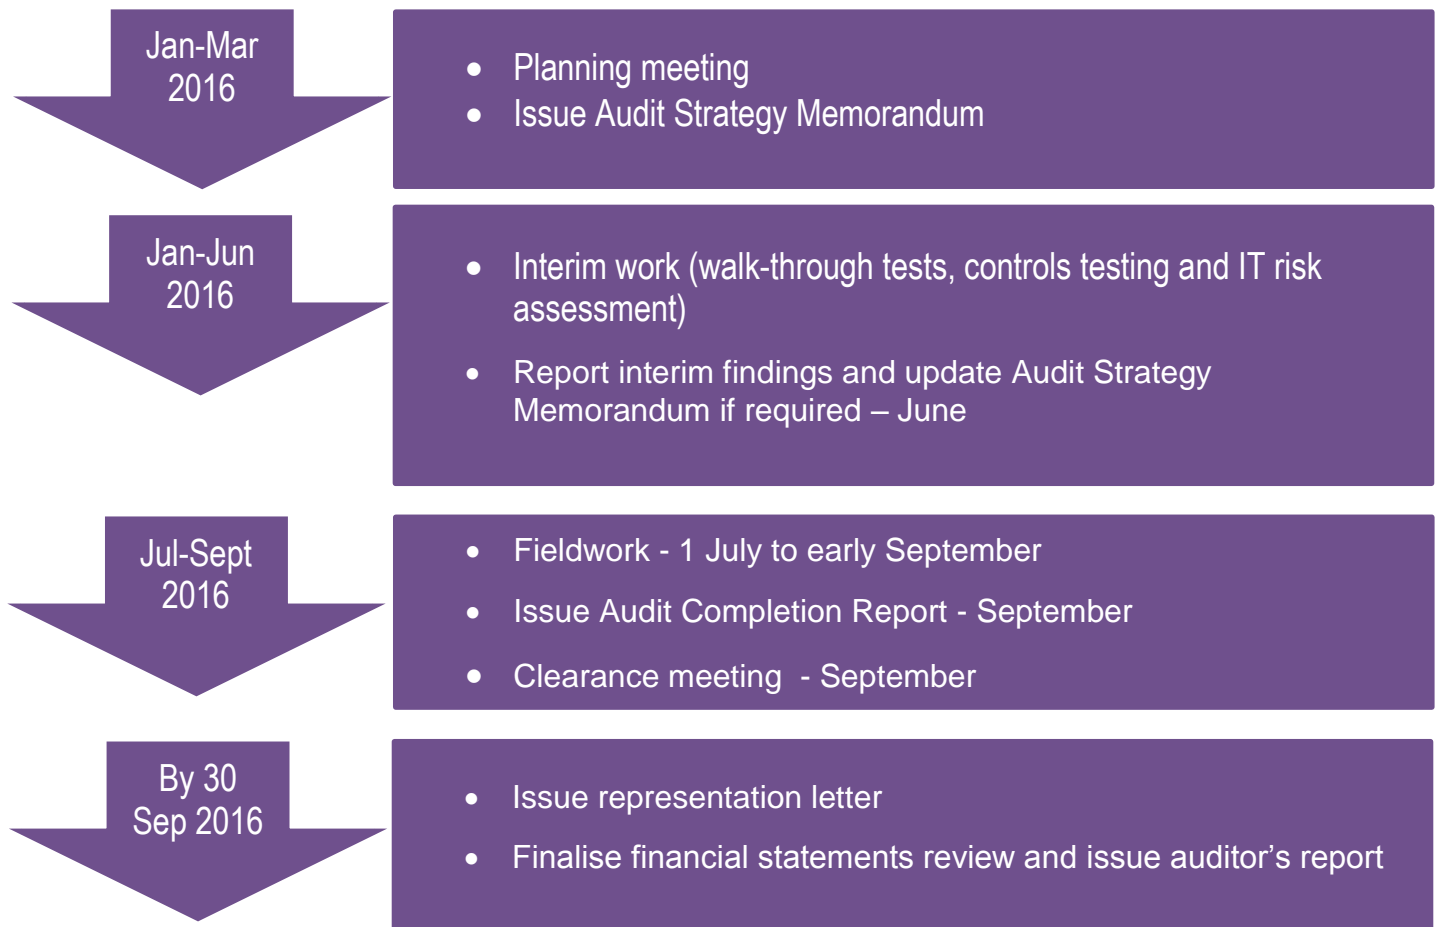 Jan-Mar
2016
• Planning meeting
• Issue Audit Strategy Memorandum
Jan-Jun
2016
• Interim work (walk-through tests, controls testing and IT risk
assessment)
• Report interim findings and update Audit Strategy
Memorandum if required – June
Jul-Sept
2016
• Fieldwork - 1 July to early September
• Issue Audit Completion Report - September
• Clearance meeting  - September
By 30
Sep 2016
• Issue representation letter
• Finalise financial statements review and issue auditor’s report